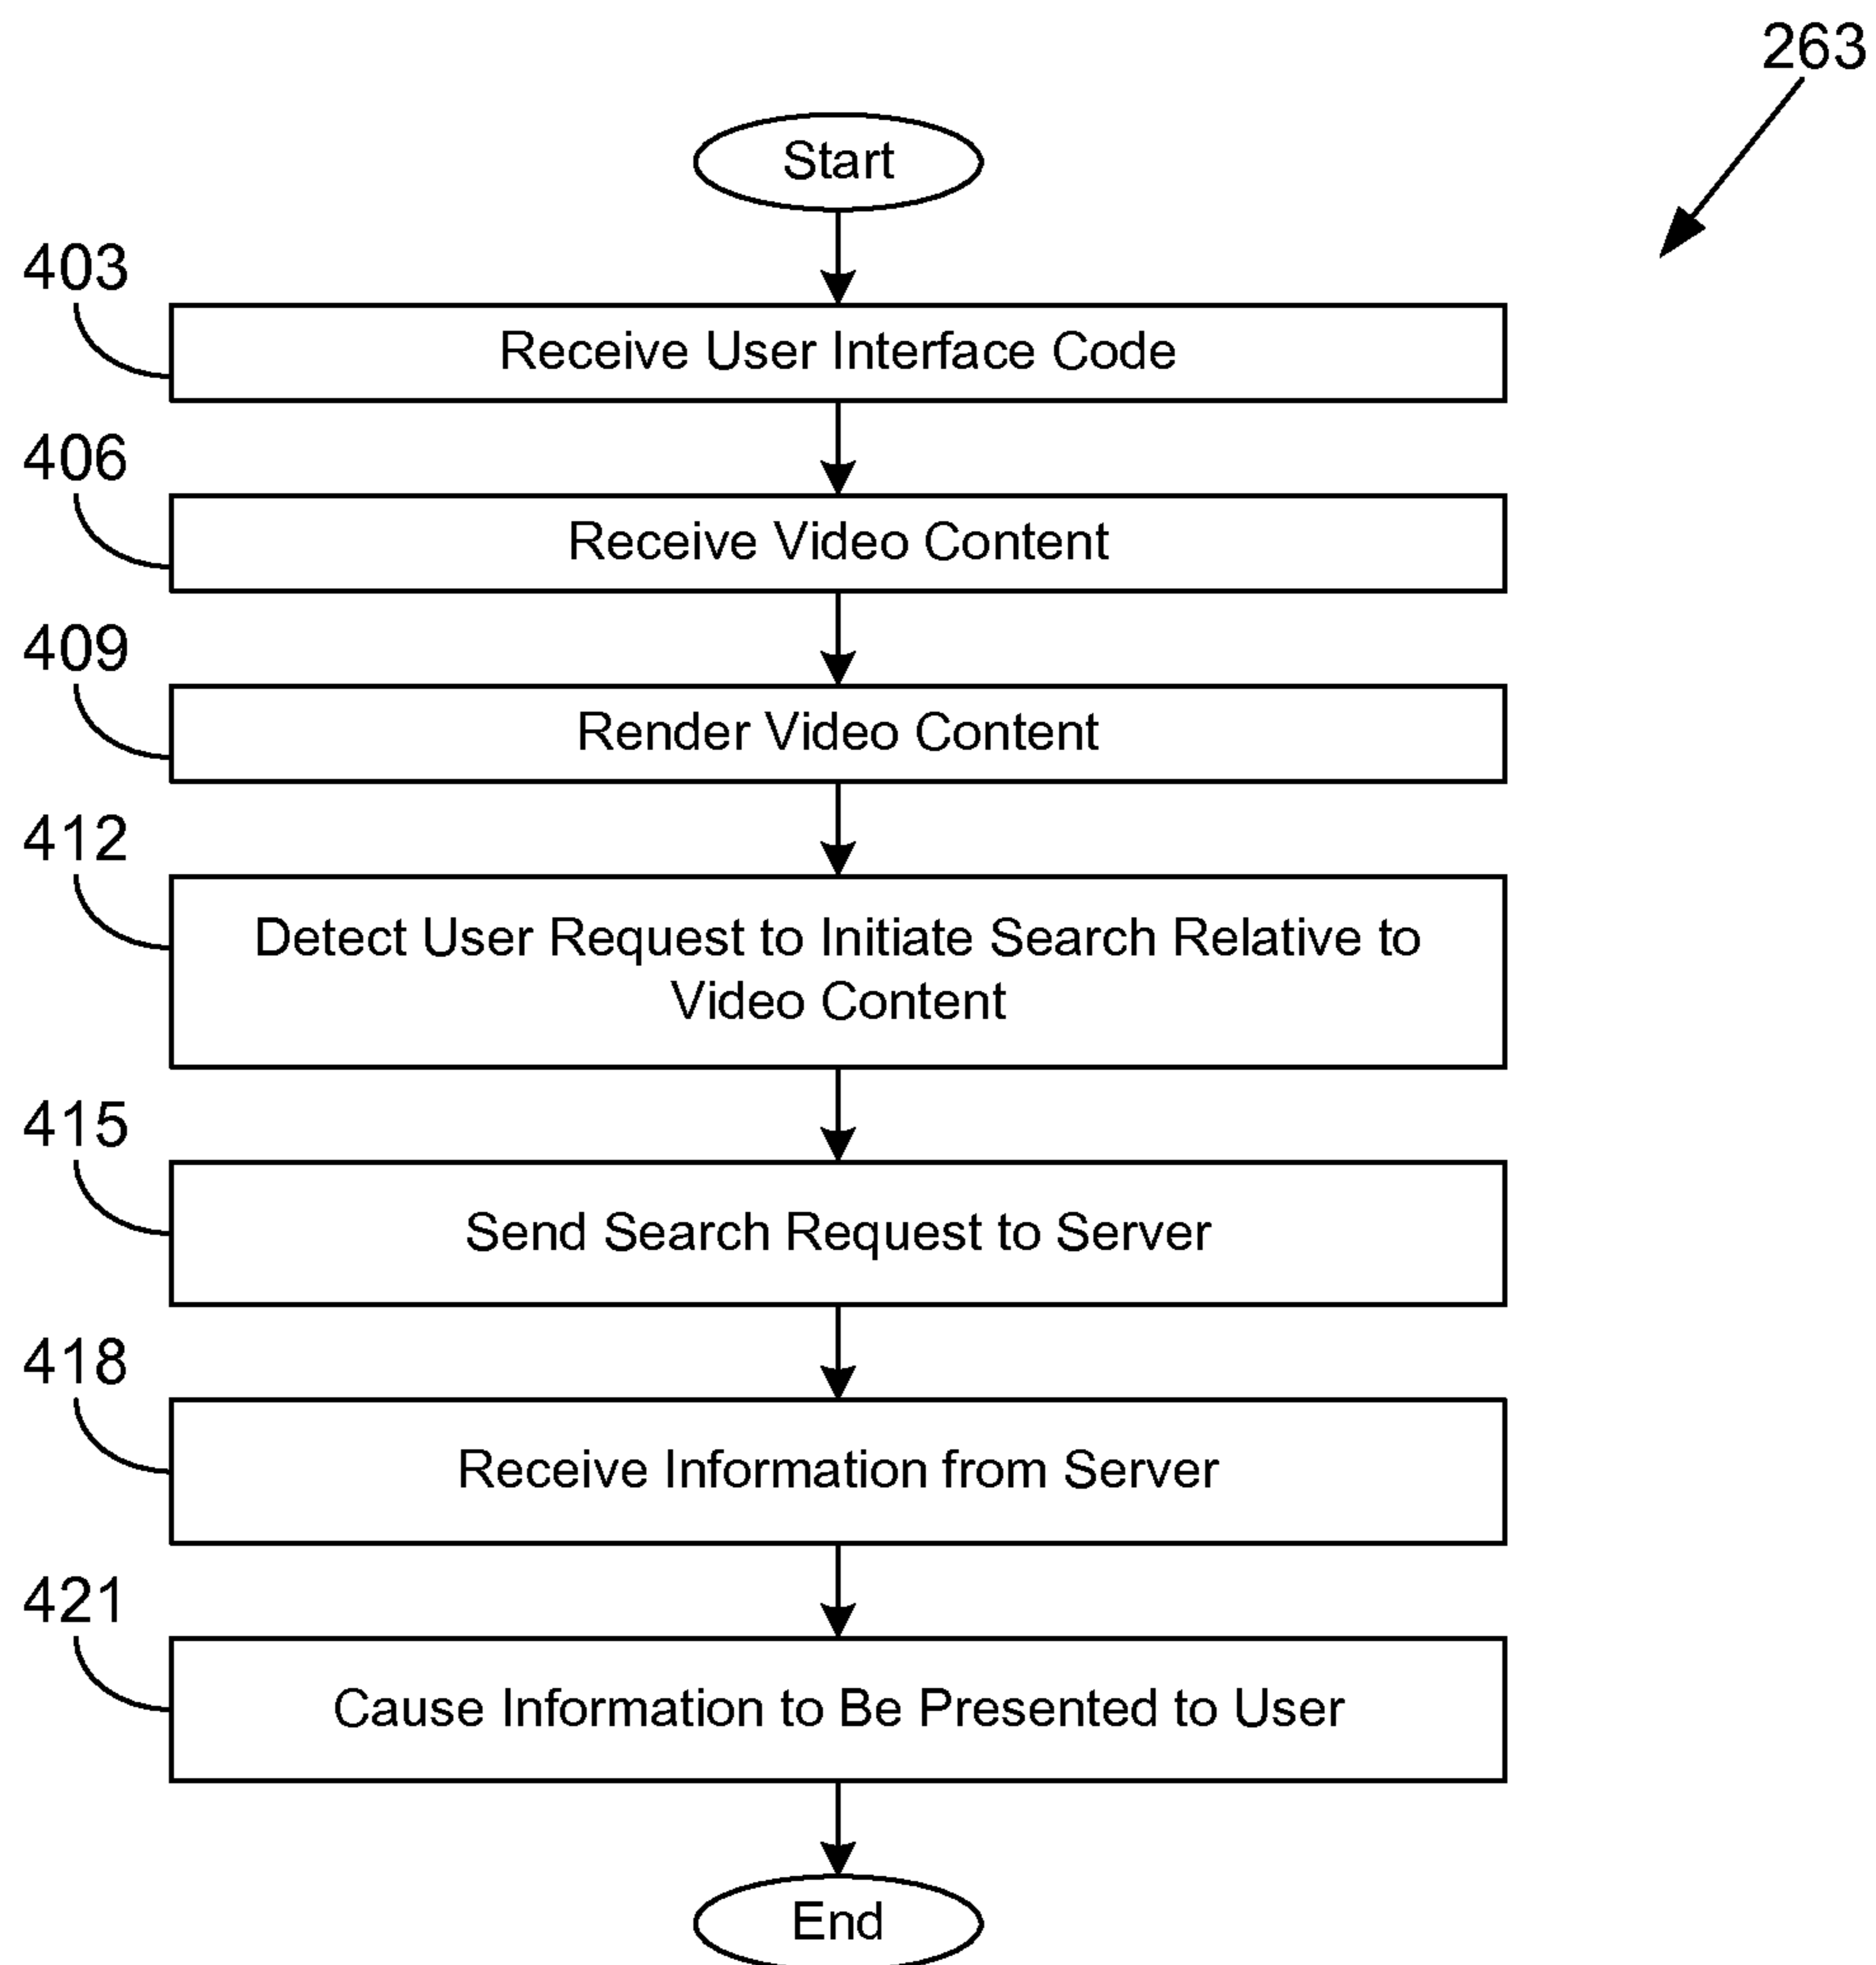 263
Start
403
Receive User Interface Code
406
Receive Video Content
409
Render Video Content
412
Detect User Request to Initiate Search Relative to
Video Content
415
Send Search Request to Server
418
Receive Information from Server
421
Cause Information to Be Presented to User
End